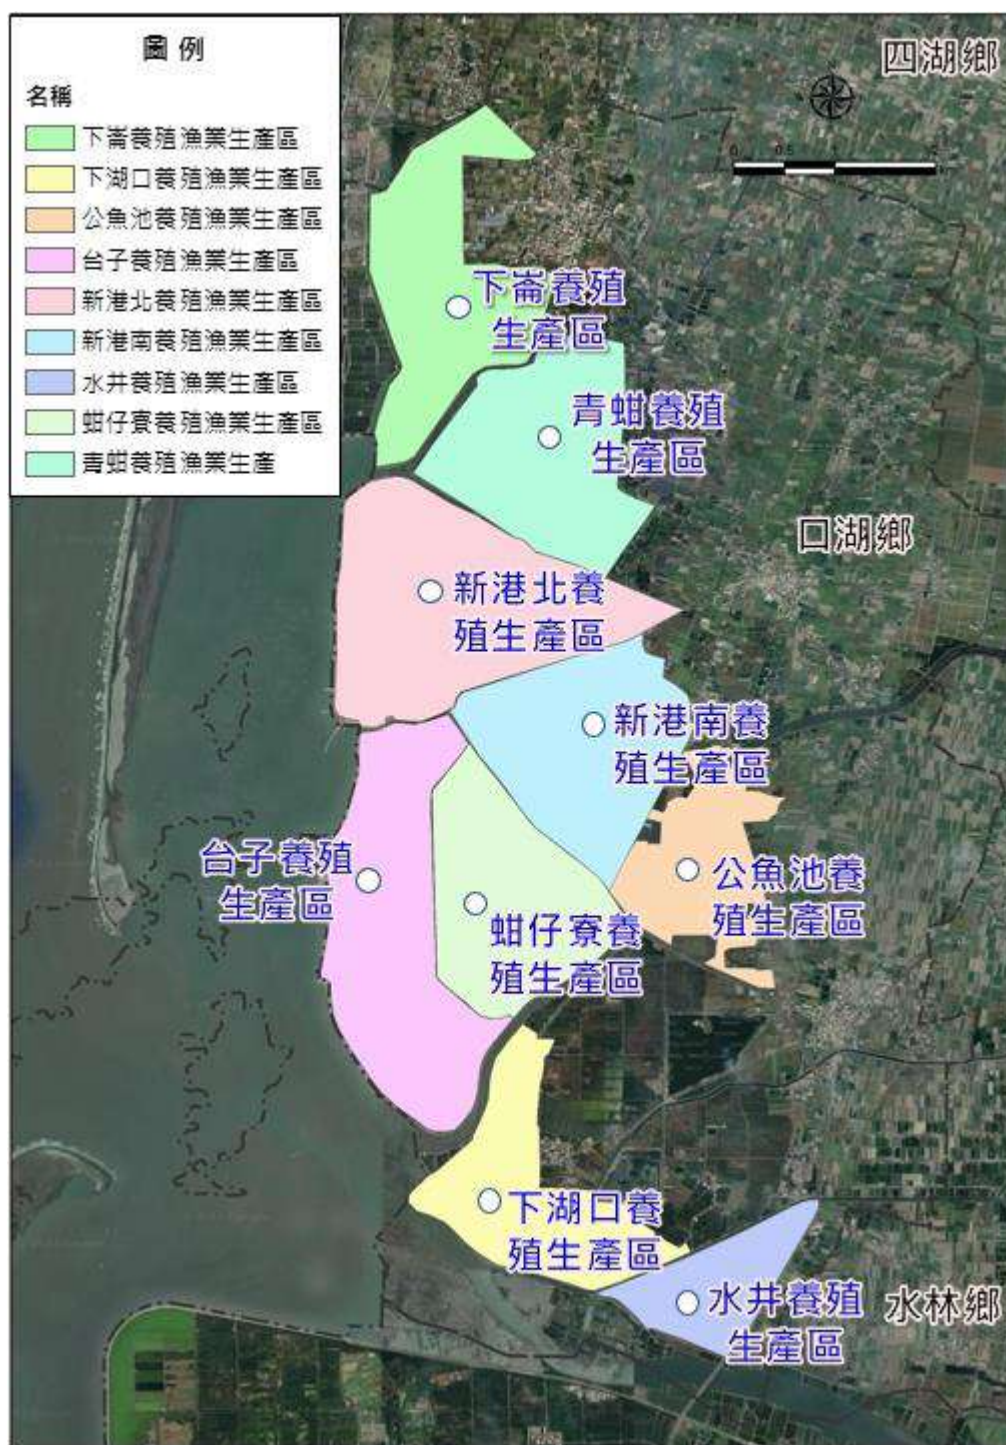 圖例
名稱
下崙養殖漁業生產區
下湖口養殖漁業生產區
公魚池養殖漁業生產區
台子養殖漁業生產區
新港北養殖漁業生產區
新港南養殖漁業生產區
水井養殖漁業生產區
蚶仔寮養殖漁業生產區
青蚶養殖漁業生產
四湖鄉
0 0.5 1
下崙養殖
生產區
青蚶養殖
生產區
口湖鄉
新港北養
殖生產區
新港南養
殖生產區
台子養殖
生產區
公魚池養
殖生產區
蚶仔寮養
殖生產區
下湖口養
殖生產區
水井養殖
生產區
水林鄉